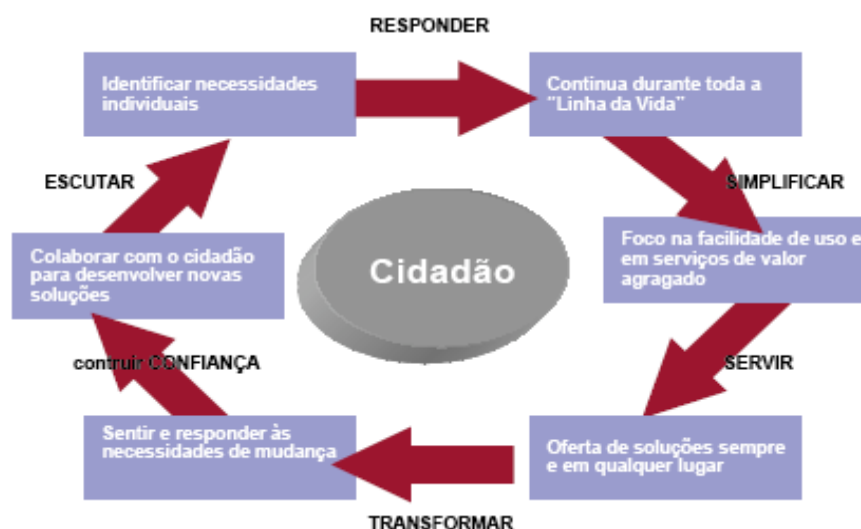 RESPONDER
Identificar necessidades
individuais
Continua durante toda a
"Linha da Vida"
ESCUTAR
SIMPLIFICAR
Colaborar com o cidadão
para desenvolver novas
soluções
Cidadão
Foco na facilidade de uso e
em serviços de valor
agragado
contruir CONFIANÇA
SERVIR
Sentir e responder às
necessidades de mudança
Oferta de soluções sempre
e em qualquer lugar
TRANSFORMAR